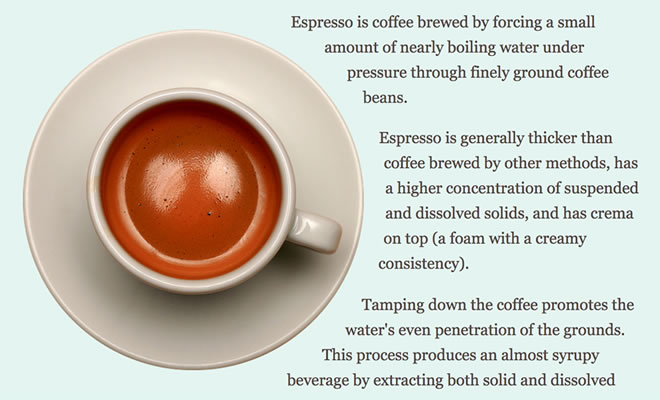 Espresso is coffee brewed by forcing a small
amount of nearly boiling water under
pressure through finely ground coffee
beans.
Espresso is generally thicker than
coffee brewed by other methods, has
a higher concentration of suspended
and dissolved solids, and has crema
on top (a foam with a creamy
consistency).
Tamping down the coffee promotes the
water's even penetration of the grounds.
This process produces an almost syrupy
beverage by extracting both solid and dissolved